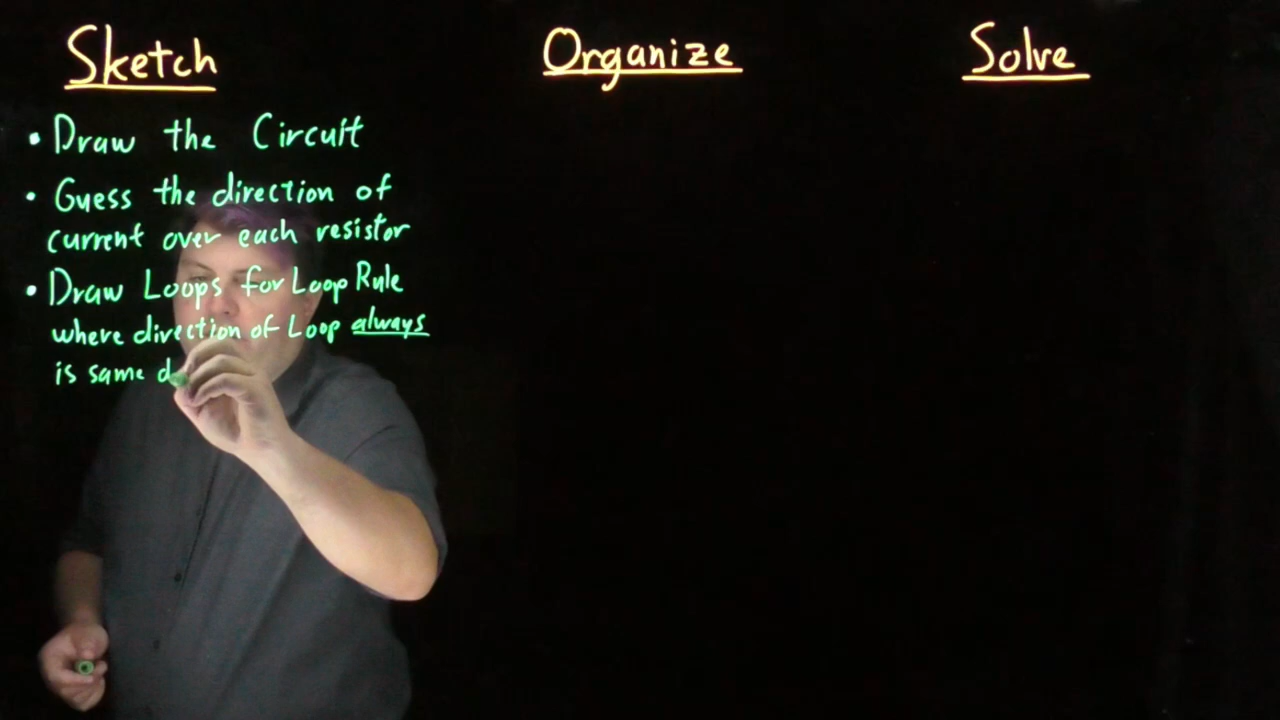 Sketch
• Draw the Circuit
• Guess the direction of
current over each resistor
• Draw Loops for Loop Rule
where direction of Loop always
is same d
Organize
Solve